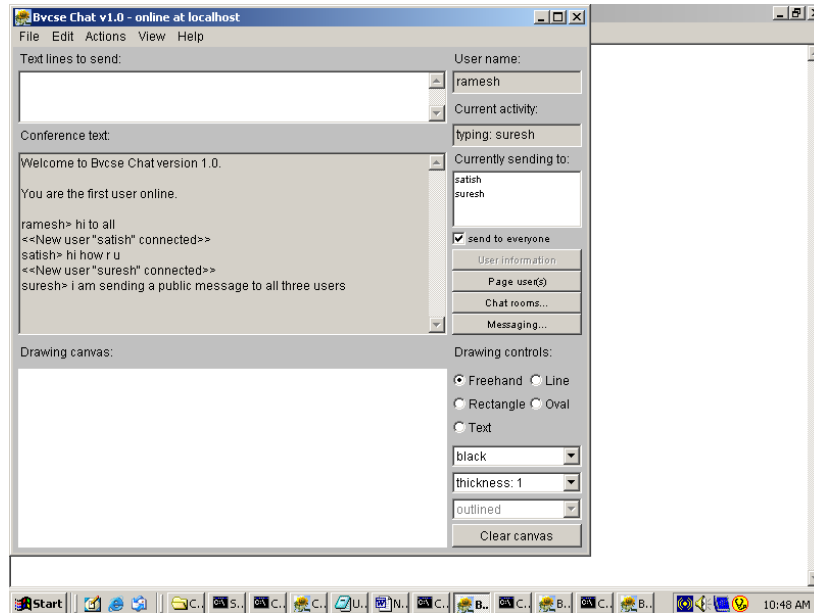 Bvcse Chat v1.0 - online at localhost
File Edit Actions View Help
Text lines to send:
User name:
ramesh
Current activity:
typing: suresh
Conference text:
Currently sending to:
Welcome to Bvcse Chat version 1.0.
You are the first user online.
ramesh> hi to all
<<New user "satish" connected>>
satish> hi how r u
<<New user "suresh" connected>>
suresh> i am sending a public message to all three users
satish
suresh
send to everyone
User information
Page user(s)
Chat rooms...
Messaging...
Drawing canvas:
Drawing controls:
Freehand Line
Rectangle Oval
Text
black
thickness: 1
outlined
Clear canvas
Start C.. S.. C.. C.. U.. N.. C.. B.. C.. B.. C.. B.. 10:48 AM